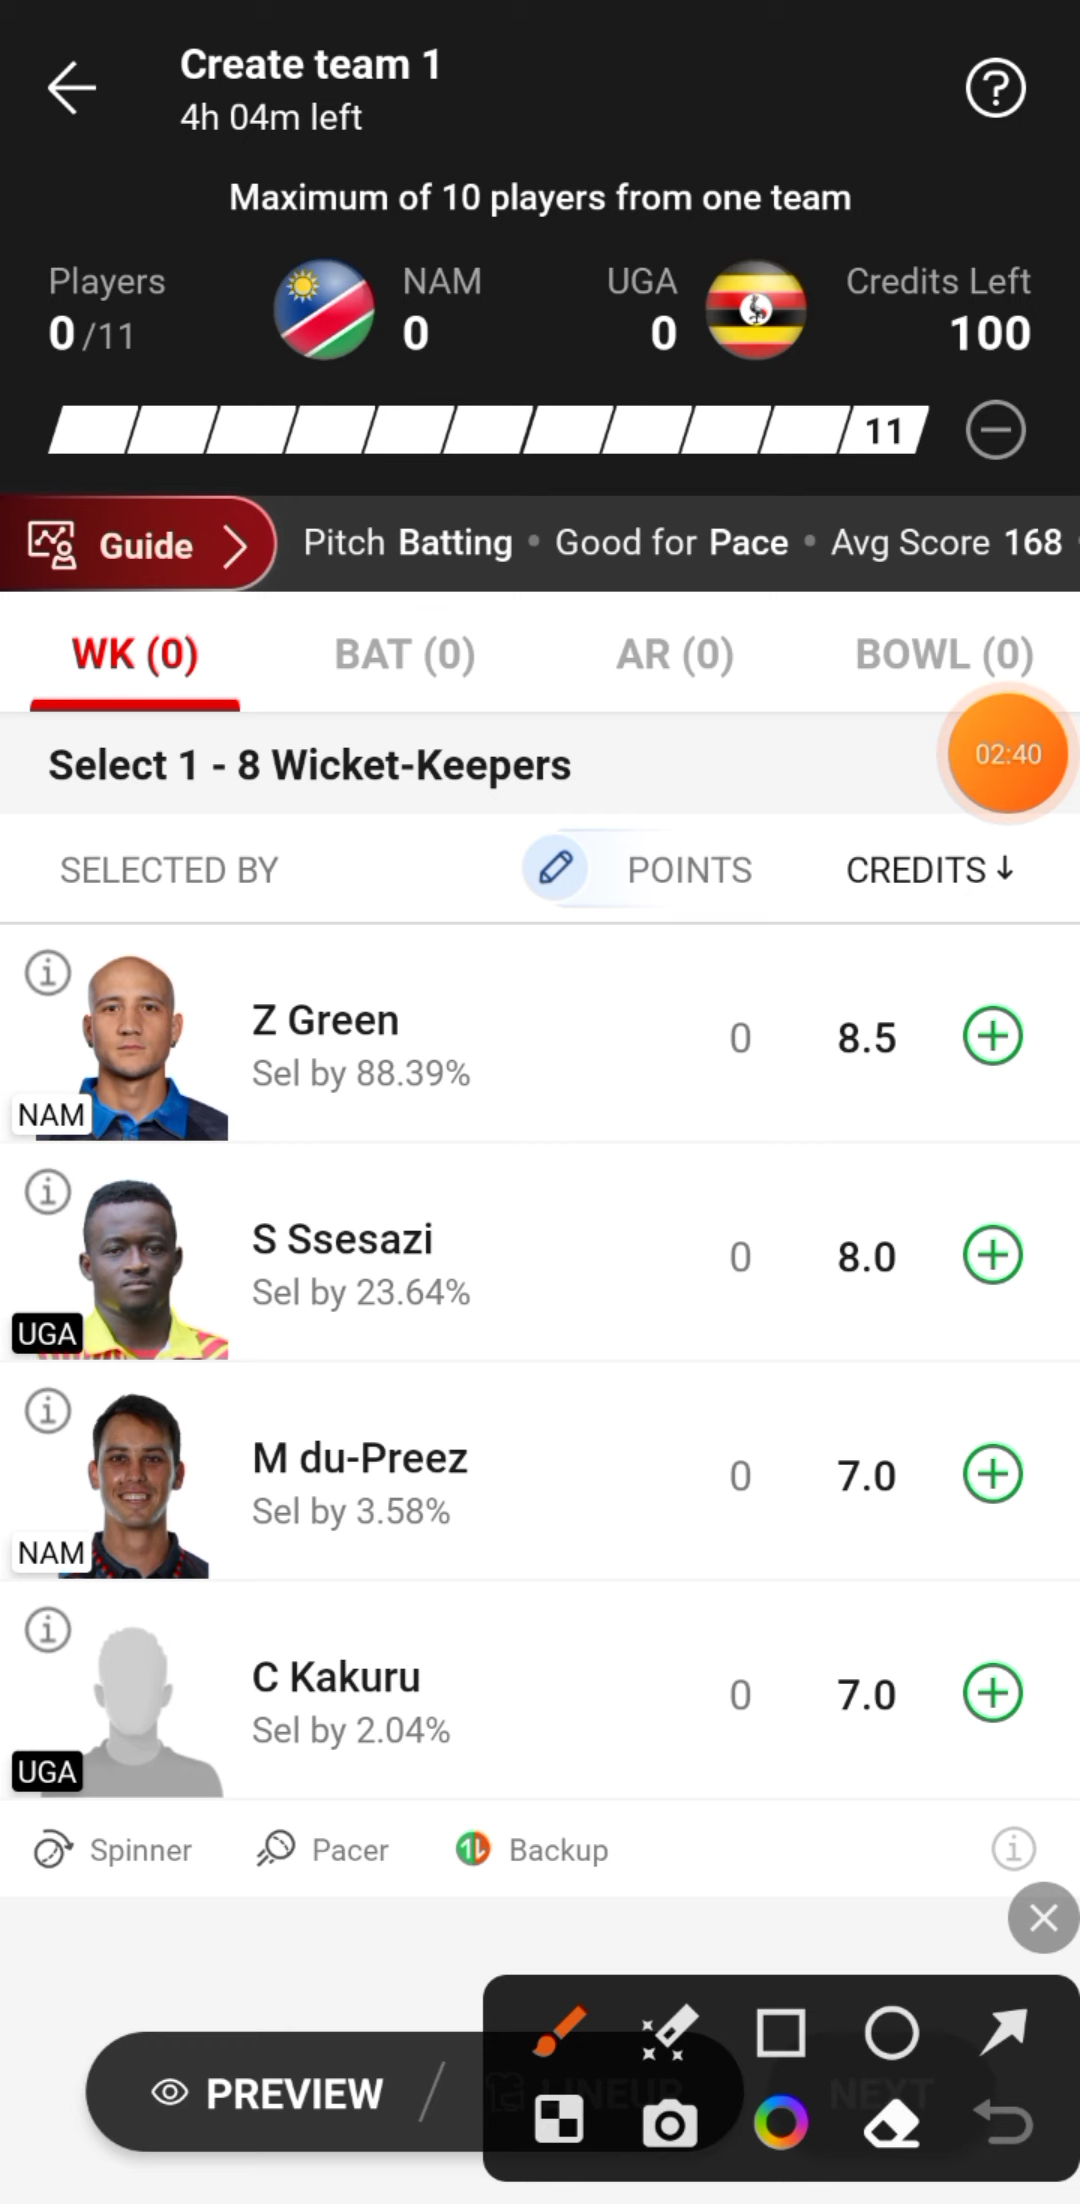 Create team 1
4h 04m left
Maximum of 10 players from one team
Players NAM UGA Credits Left
0/11 0 0 100
11
Guide Pitch Batting • Good for Pace • Avg Score 168
WK (0) BAT (0) AR (0) BOWL (0)
Select 1 - 8 Wicket-Keepers
02:40
SELECTED BY POINTS CREDITS ↓
Z Green
Sel by 88.39%
0 8.5
NAM
S Ssesazi
Sel by 23.64%
0 8.0
UGA
M du-Preez
Sel by 3.58%
0 7.0
NAM
C Kakuru
Sel by 2.04%
0 7.0
UGA
Spinner Pacer Backup
PREVIEW LINEUP NEXT